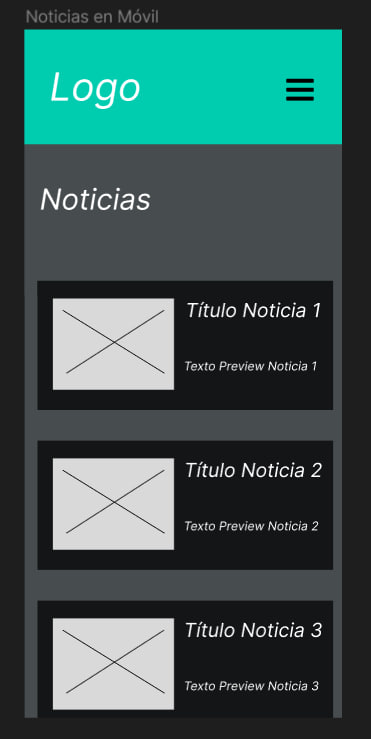 Noticias en Móvil
Logo
Noticias
Título Noticia 1
Texto Preview Noticia 1
Título Noticia 2
Texto Preview Noticia 2
Título Noticia 3
Texto Preview Noticia 3